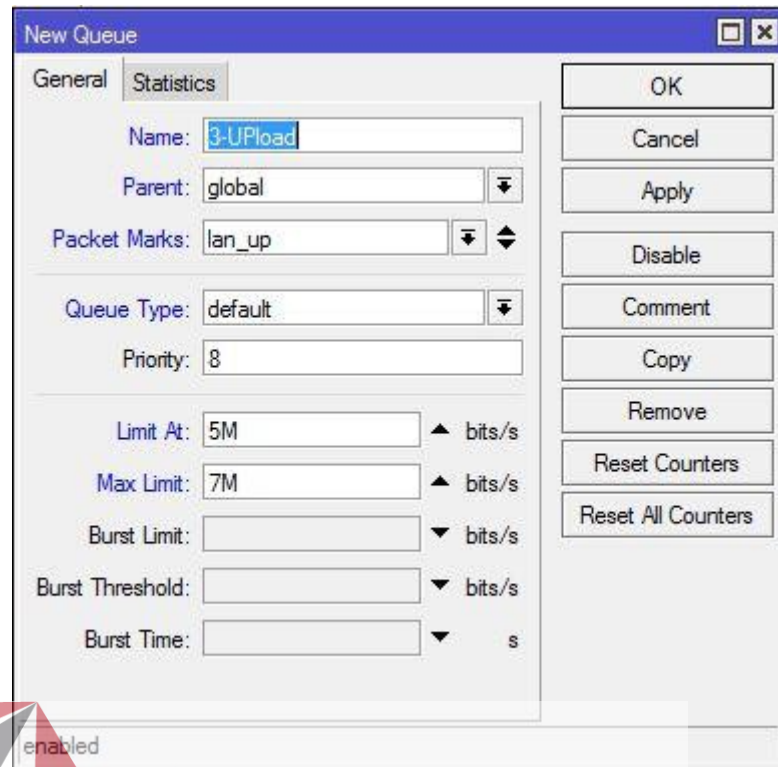 New Queue
General Statistics
Name: 3-UPload
Parent: global
Packet Marks: lan_up
Queue Type: default
Priority: 8
Limit At: 5M bits/s
Max Limit: 7M bits/s
Burst Limit: bits/s
Burst Threshold: bits/s
Burst Time: s
enabled
OK
Cancel
Apply
Disable
Comment
Copy
Remove
Reset Counters
Reset All Counters